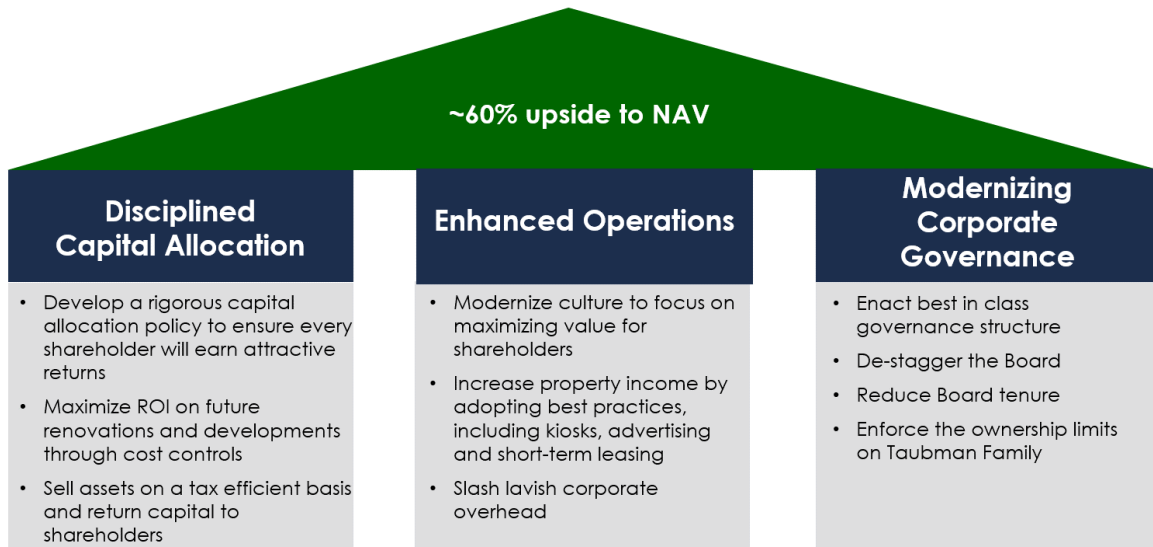 ~60% upside to NAV
Disciplined
Capital Allocation
• Develop a rigorous capital
allocation policy to ensure every
shareholder will earn attractive
returns
• Maximize ROI on future
renovations and developments
through cost controls
• Sell assets on a tax efficient basis
and return capital to
shareholders
Enhanced Operations
• Modernize culture to focus on
maximizing value for
shareholders
• Increase property income by
adopting best practices,
including kiosks, advertising
and short-term leasing
• Slash lavish corporate
overhead
Modernizing
Corporate
Governance
• Enact best in class
governance structure
• De-stagger the Board
• Reduce Board tenure
• Enforce the ownership limits
on Taubman Family